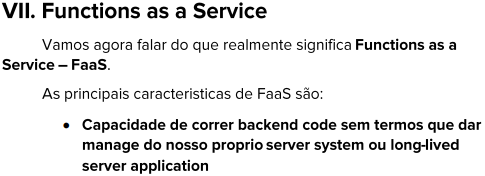 VII. Functions as a Service
Vamos agora falar do que realmente significa Functions as a
Service – FaaS.
As principais caracteristicas de FaaS são:
• Capacidade de correr backend code sem termos que dar
manage do nosso proprio server system ou long-lived
server application